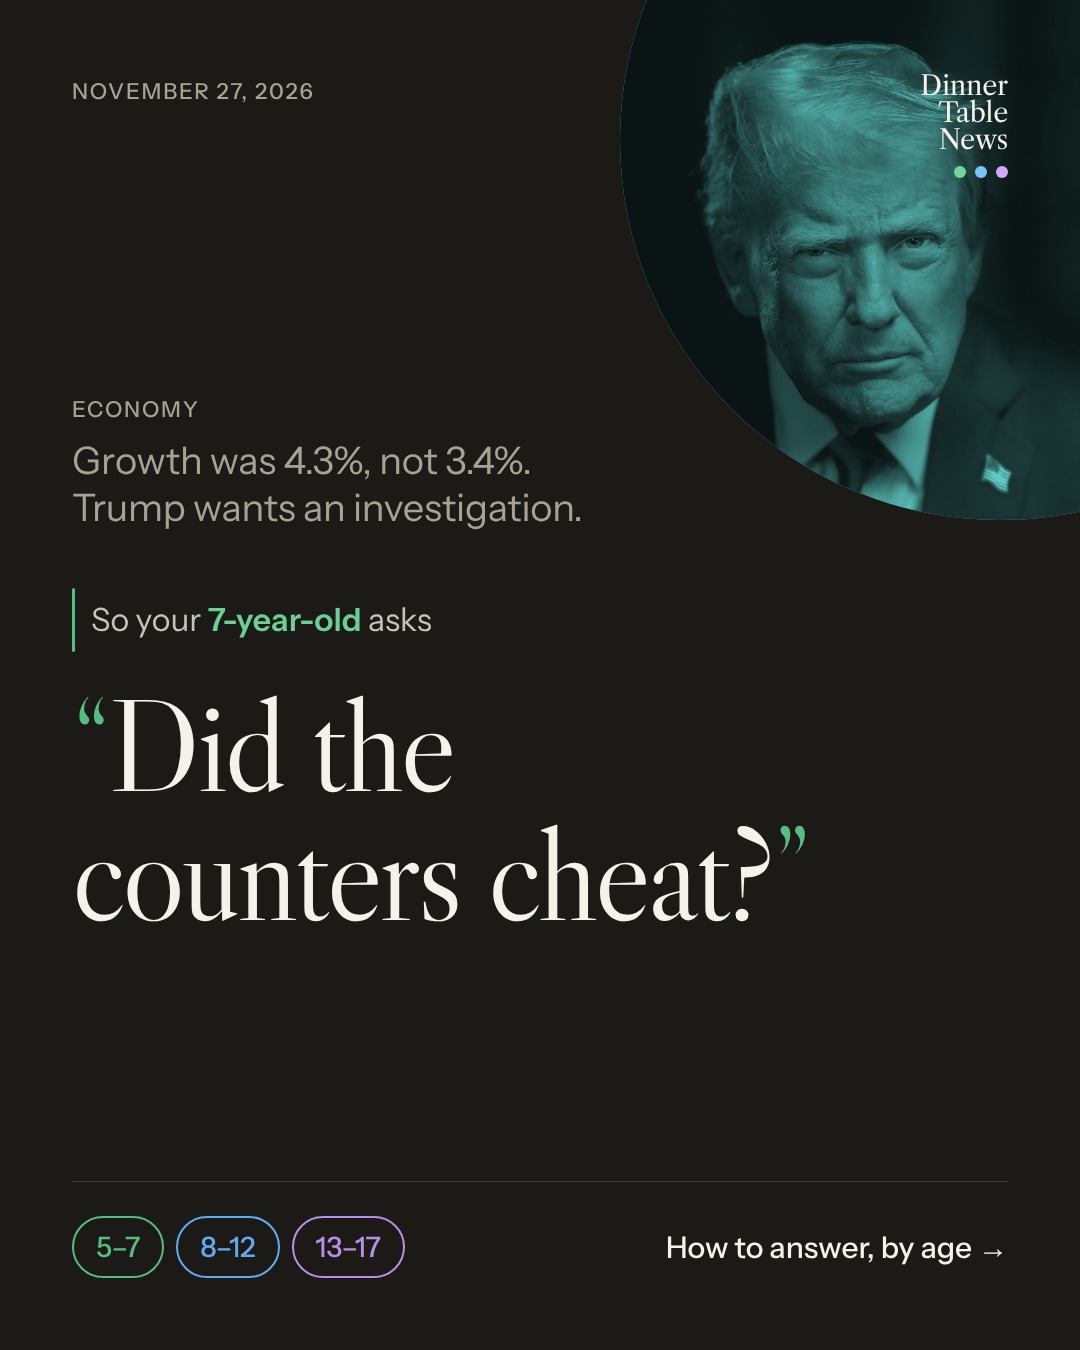 NOVEMBER 27, 2026
Dinner
Table
News
ECONOMY
Growth was 4.3%, not 3.4%.
Trump wants an investigation.
So your 7-year-old asks
“Did the
counters cheat?”
5–7 8–12 13–17
How to answer, by age →